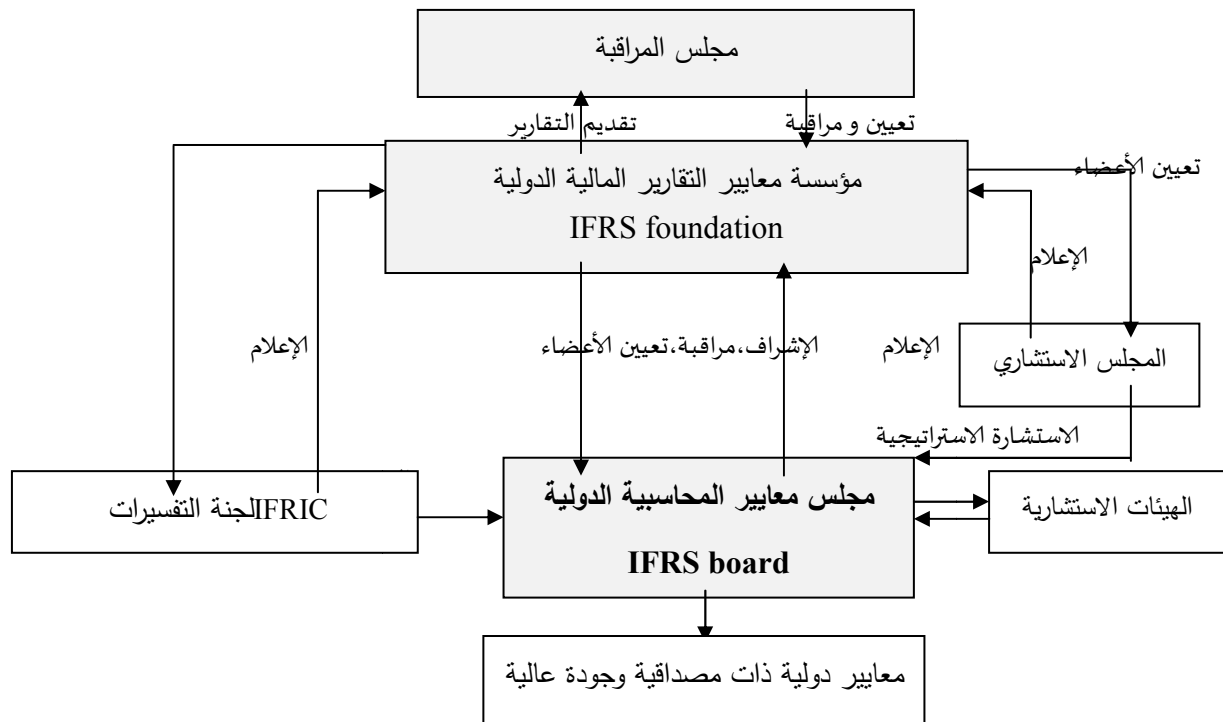 مجلس المراقبة
تقديم التقارير
تعيين و مراقبة
مؤسسة معايير التقارير المالية الدولية
IFRS foundation
تعيين الأعضاء
الإعلام
الإعلام
الإشراف،مراقبة،تعيين الأعضاء
الإعلام
المجلس الاستشاري
الاستشارة الاستراتيجية
لجنة التفسيرات IFRIC
مجلس معايير المحاسبية الدولية
IFRS board
الهيئات الاستشارية
معايير دولية ذات مصداقية وجودة عالية